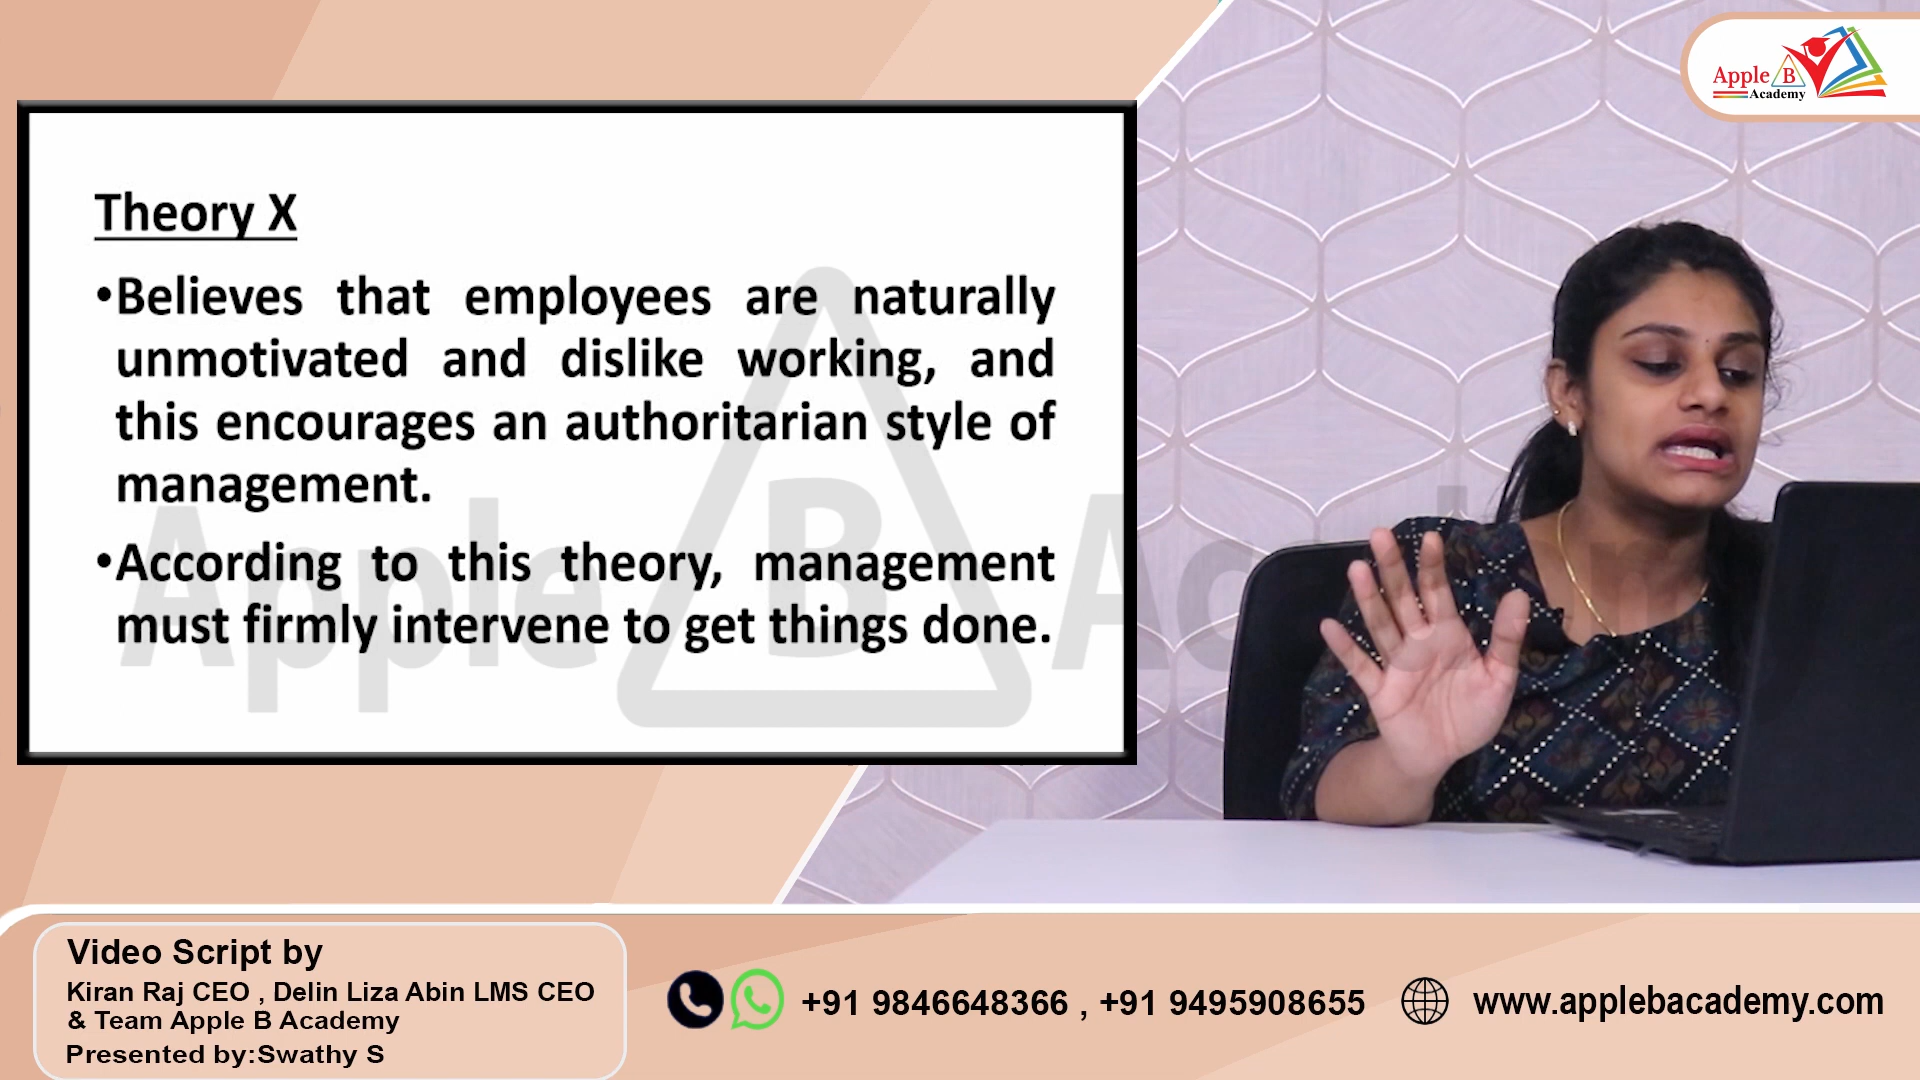 Apple B
Academy
Theory X
•Believes that employees are naturally
unmotivated and dislike working, and
this encourages an authoritarian style of
management.
•According to this theory, management
must firmly intervene to get things done.
Apple B Academy
Video Script by
Kiran Raj CEO , Delin Liza Abin LMS CEO
& Team Apple B Academy
Presented by:Swathy S
+91 9846648366 , +91 9495908655
www.applebacademy.com